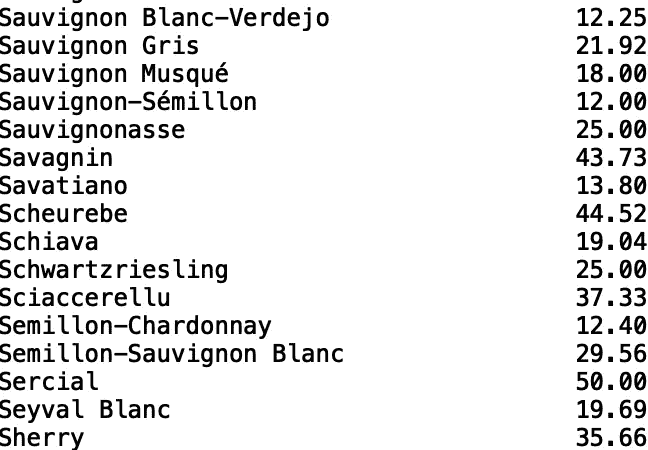 Sauvignon Blanc-Verdejo 12.25
Sauvignon Gris 21.92
Sauvignon Musqué 18.00
Sauvignon-Sémillon 12.00
Sauvignonasse 25.00
Savagnin 43.73
Savatiano 13.80
Scheurebe 44.52
Schiava 19.04
Schwartzriesling 25.00
Sciaccerellu 37.33
Semillon-Chardonnay 12.40
Semillon-Sauvignon Blanc 29.56
Sercial 50.00
Seyval Blanc 19.69
Sherry 35.66